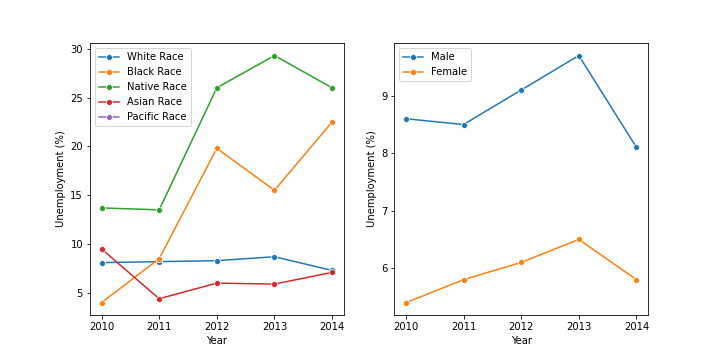 30
25
20
15
10
5
Unemployment (%)
White Race
Black Race
Native Race
Asian Race
Pacific Race
2010 2011 2012 2013 2014
Year
9
8
7
6
Unemployment (%)
Male
Female
2010 2011 2012 2013 2014
Year